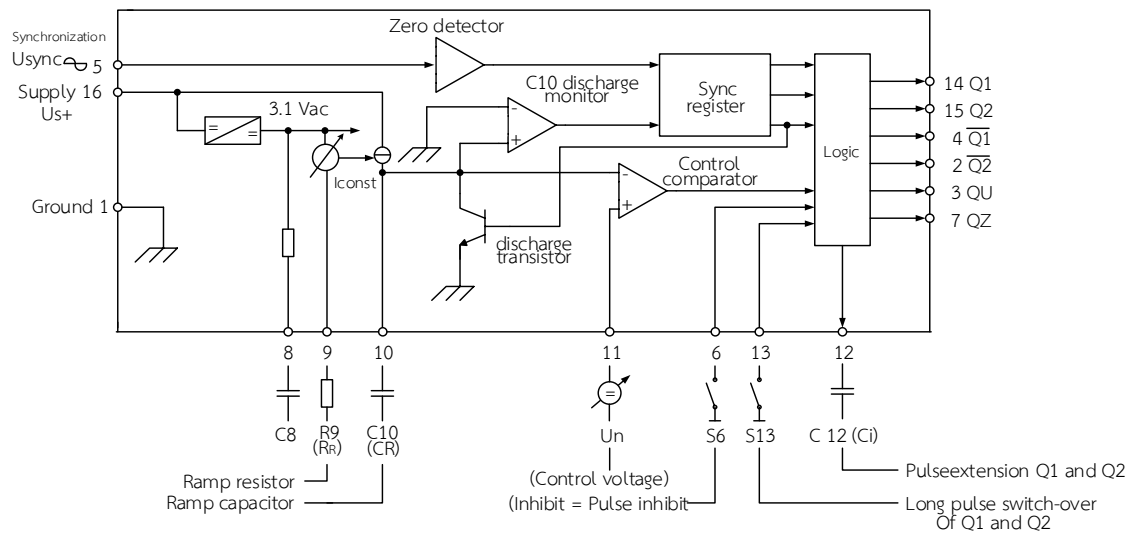 Synchronization
Usync 5
Supply 16
Us+
Ground 1
Zero detector
C10 discharge
monitor
3.1 Vac
= =
Iconst
-
+
Sync
register
Control
comparator
-
+
discharge
transistor
Logic
14 Q1
15 Q2
4 Q̅1̅
2 Q̅2̅
3 QU
7 QZ
8 9 10 11 6 13 12
=
C8
R9
(RR)
C10
(CR)
Un
S6
S13
C 12 (Ci)
Ramp resistor
Ramp capacitor
(Control voltage)
(Inhibit = Pulse inhibit
Pulseextension Q1 and Q2
Long pulse switch-over
Of Q1 and Q2